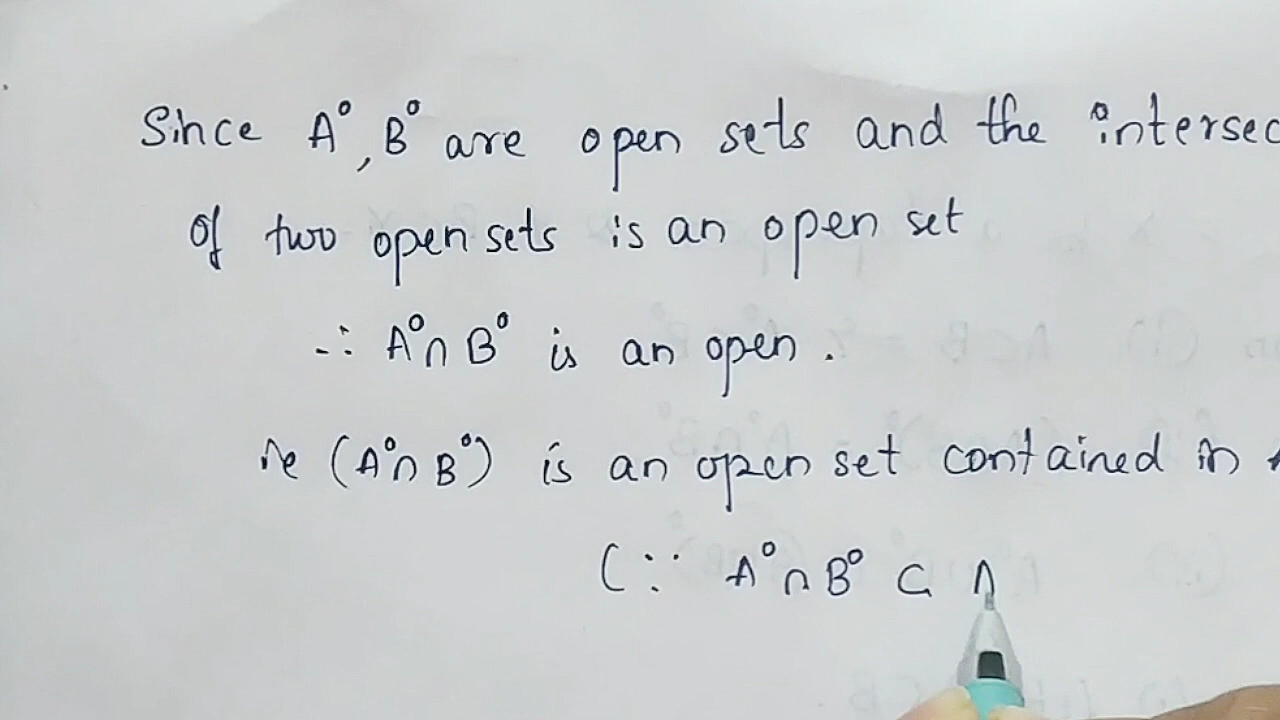 Since A°, B° are open sets and the intersec
of two open sets is an open set
∴ A°∩ B° is an open .
ie (A°∩ B°) is an open set contained in
(∵ A°∩ B° ⊂ A